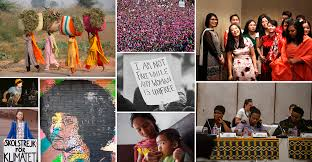 I AM NOT
FREE WHILE
ANY WOMAN
IS UNFREE
SKOLSTREJK
FÖR
KLIMATET